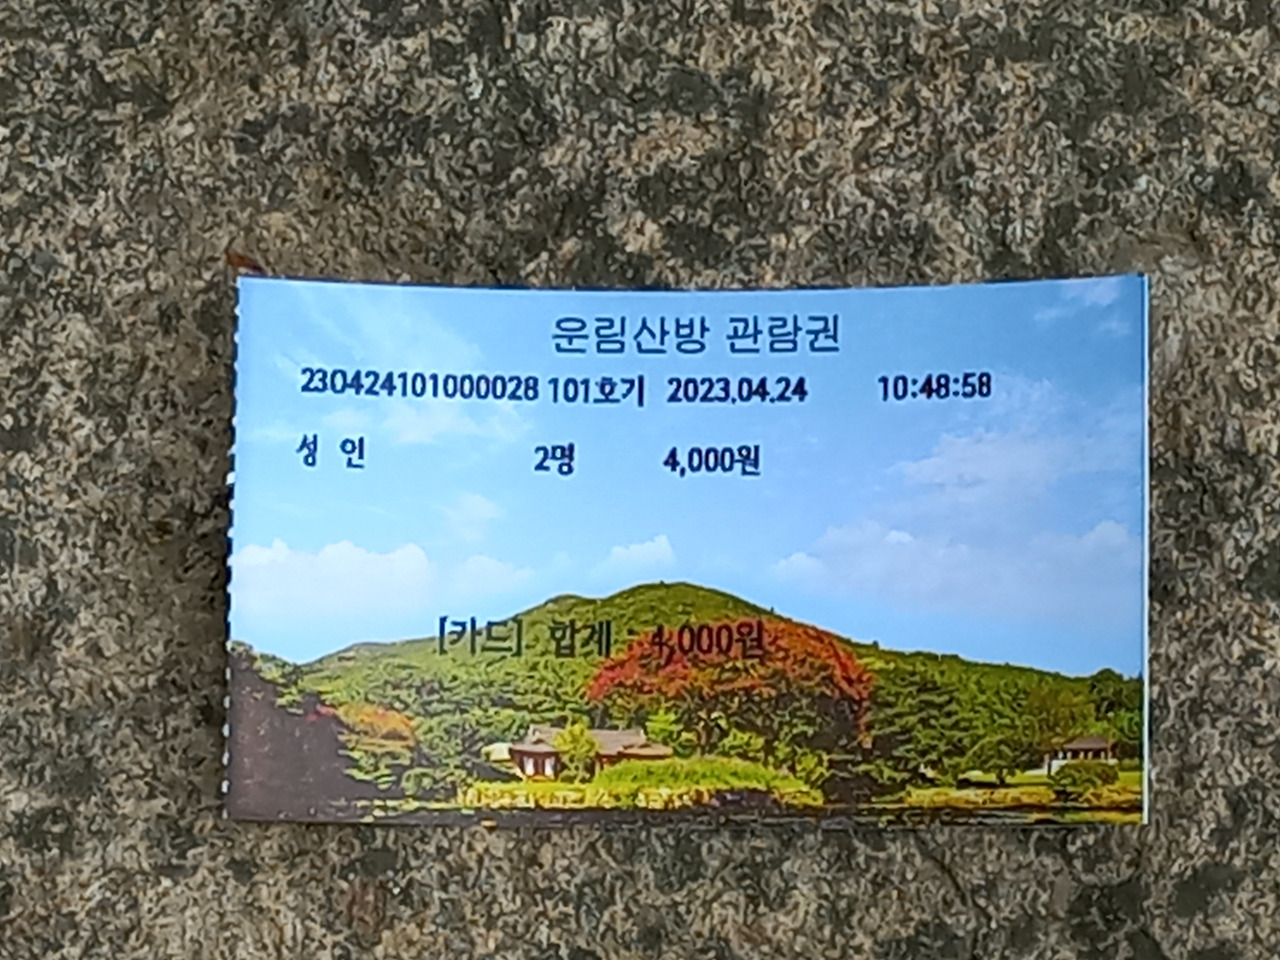 운림산방 관람권
230424101000028 101호기 2023.04.24 10:48:58
성 인 2명 4,000원
[카드] 합계 : 4,000원